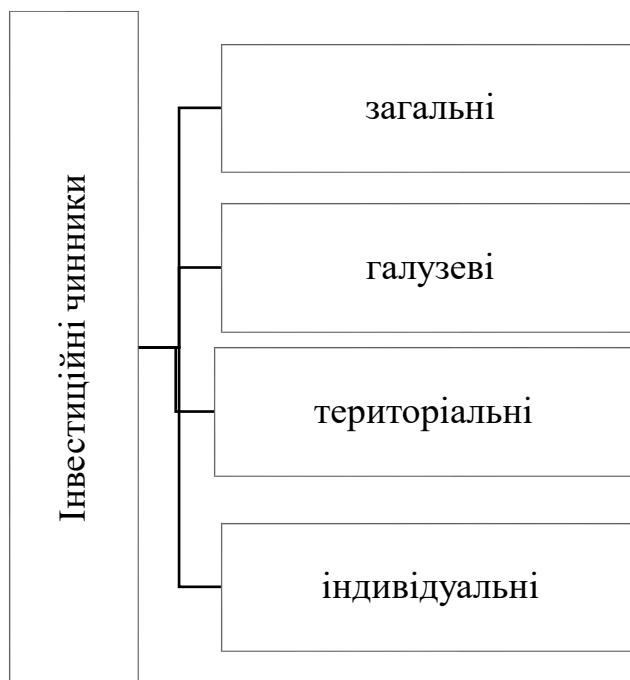 Інвестиційні чинники
загальні
галузеві
територіальні
індивідуальні